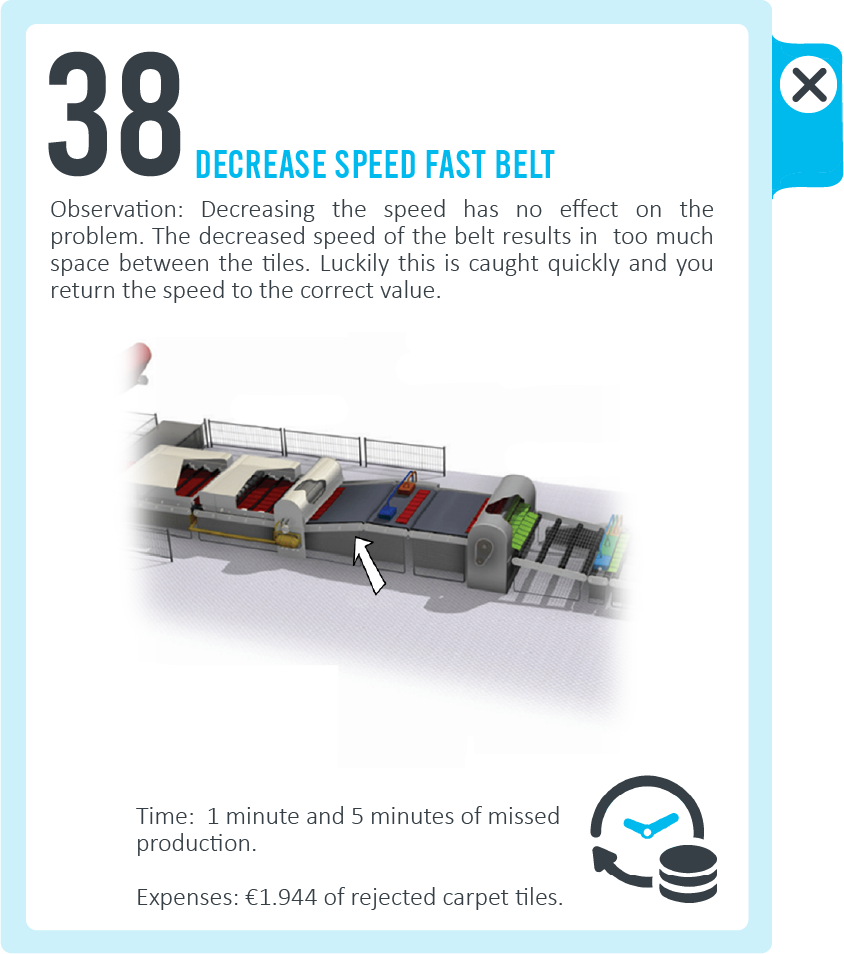 38
DECREASE SPEED FAST BELT
Observation: Decreasing the speed has no effect on the
problem. The decreased speed of the belt results in  too much
space between the tiles. Luckily this is caught quickly and you
return the speed to the correct value.
Time:  1 minute and 5 minutes of missed
production.
Expenses: €1.944 of rejected carpet tiles.